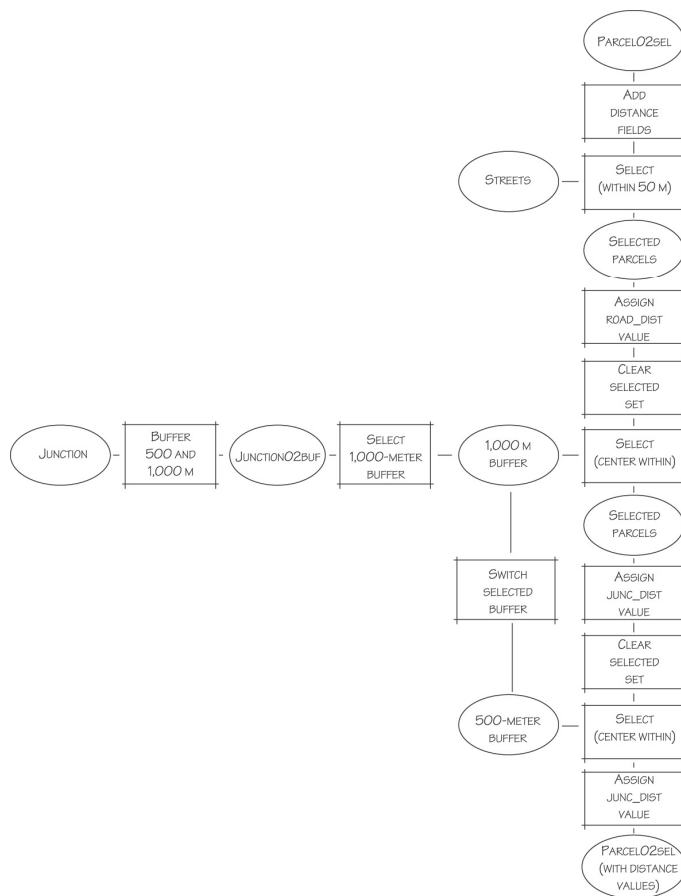 PARCEL02SEL
ADD
DISTANCE
FIELDS
STREETS
SELECT
(WITHIN 50 M)
SELECTED
PARCELS
ASSIGN
ROAD_DIST
VALUE
CLEAR
SELECTED
SET
JUNCTION
BUFFER
500 AND
1,000 M
JUNCTION02BUF
SELECT
1,000-METER
BUFFER
1,000 M
BUFFER
SELECT
(CENTER WITHIN)
SELECTED
PARCELS
SWITCH
SELECTED
BUFFER
ASSIGN
JUNC_DIST
VALUE
CLEAR
SELECTED
SET
500-METER
BUFFER
SELECT
(CENTER WITHIN)
ASSIGN
JUNC_DIST
VALUE
PARCEL02SEL
(WITH DISTANCE
VALUES)